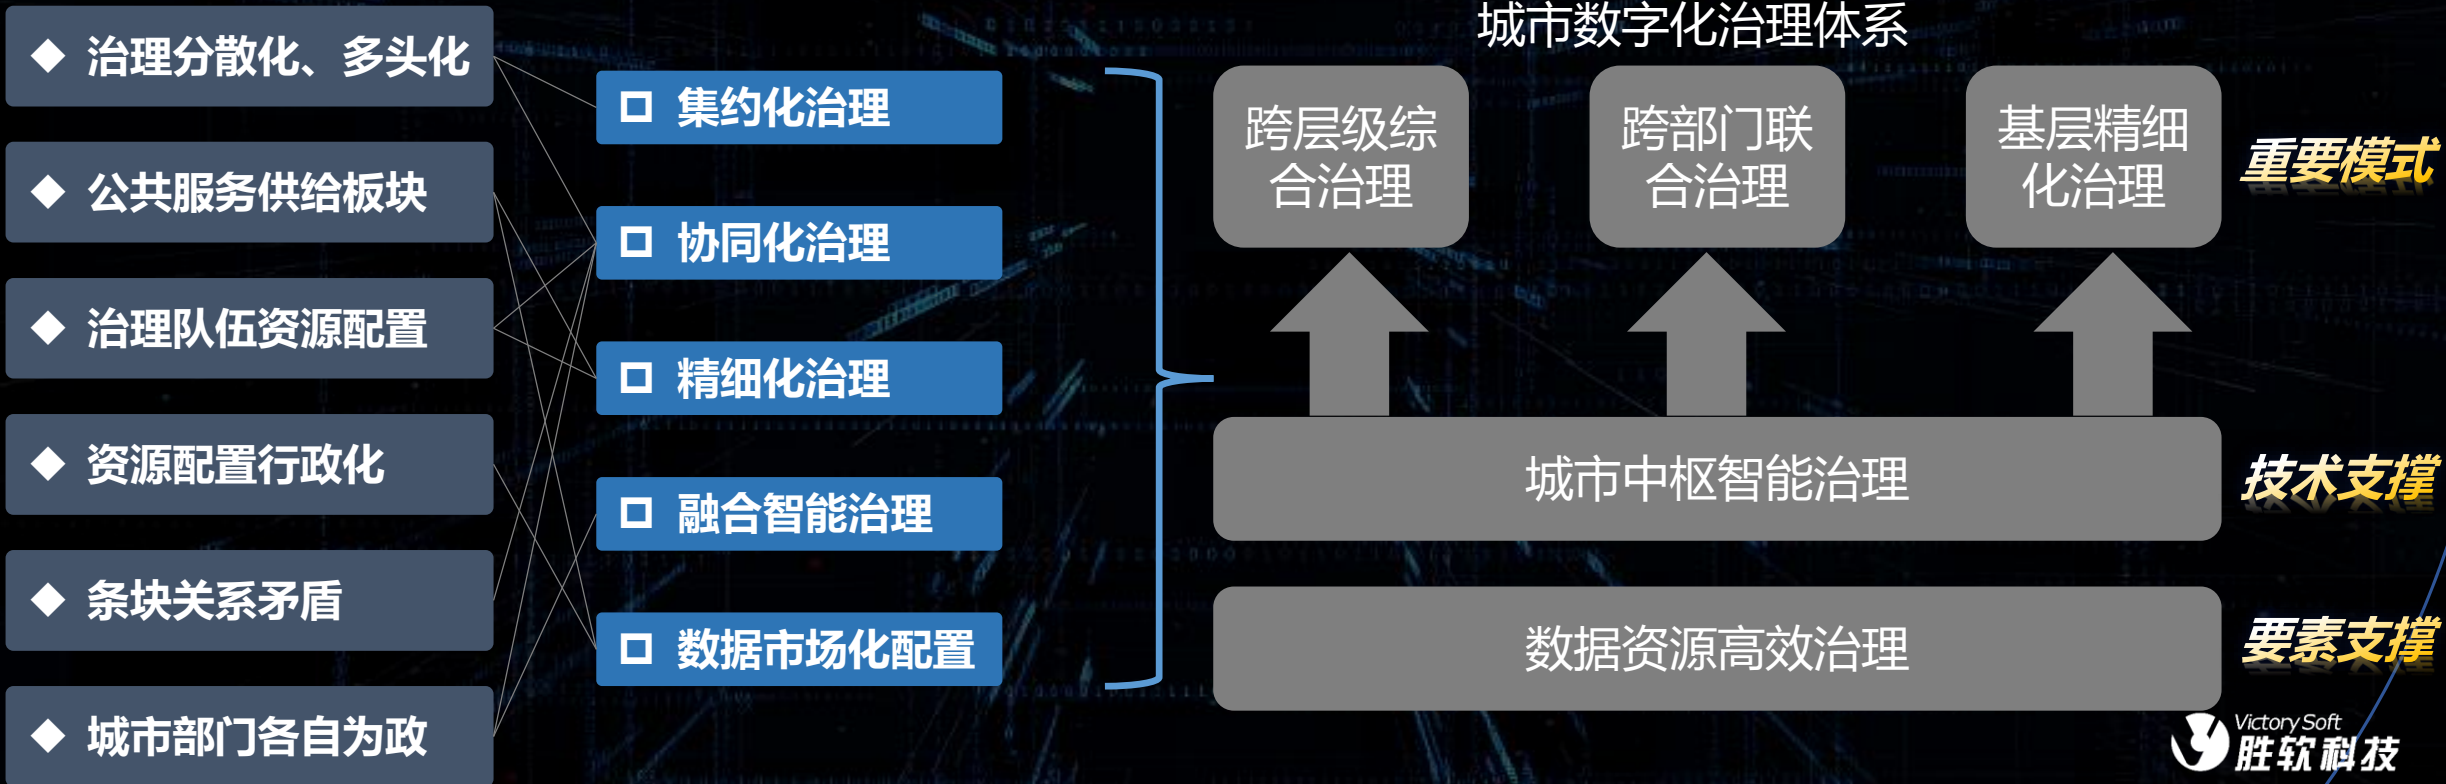 治理分散化、多头化
公共服务供给板块
治理队伍资源配置
资源配置行政化
条块关系矛盾
城市部门各自为政
集约化治理
协同化治理
精细化治理
融合智能治理
数据市场化配置
城市数字化治理体系
跨层级综
合治理
跨部门联
合治理
基层精细
化治理
重要模式
城市中枢智能治理
技术支撑
数据资源高效治理
要素支撑
Victory Soft
胜软科技